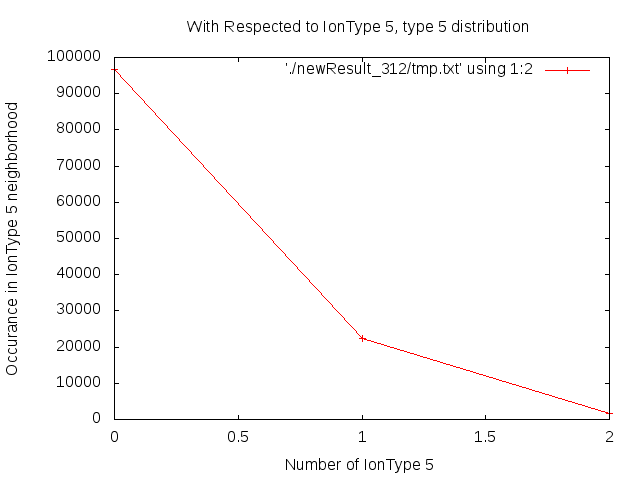 With Respected to IonType 5, type 5 distribution
'./newResult_312/tmp.txt' using 1:2
100000
90000
80000
70000
60000
50000
40000
30000
20000
10000
0
Occurance in IonType 5 neighborhood
0 0.5 1 1.5 2
Number of IonType 5